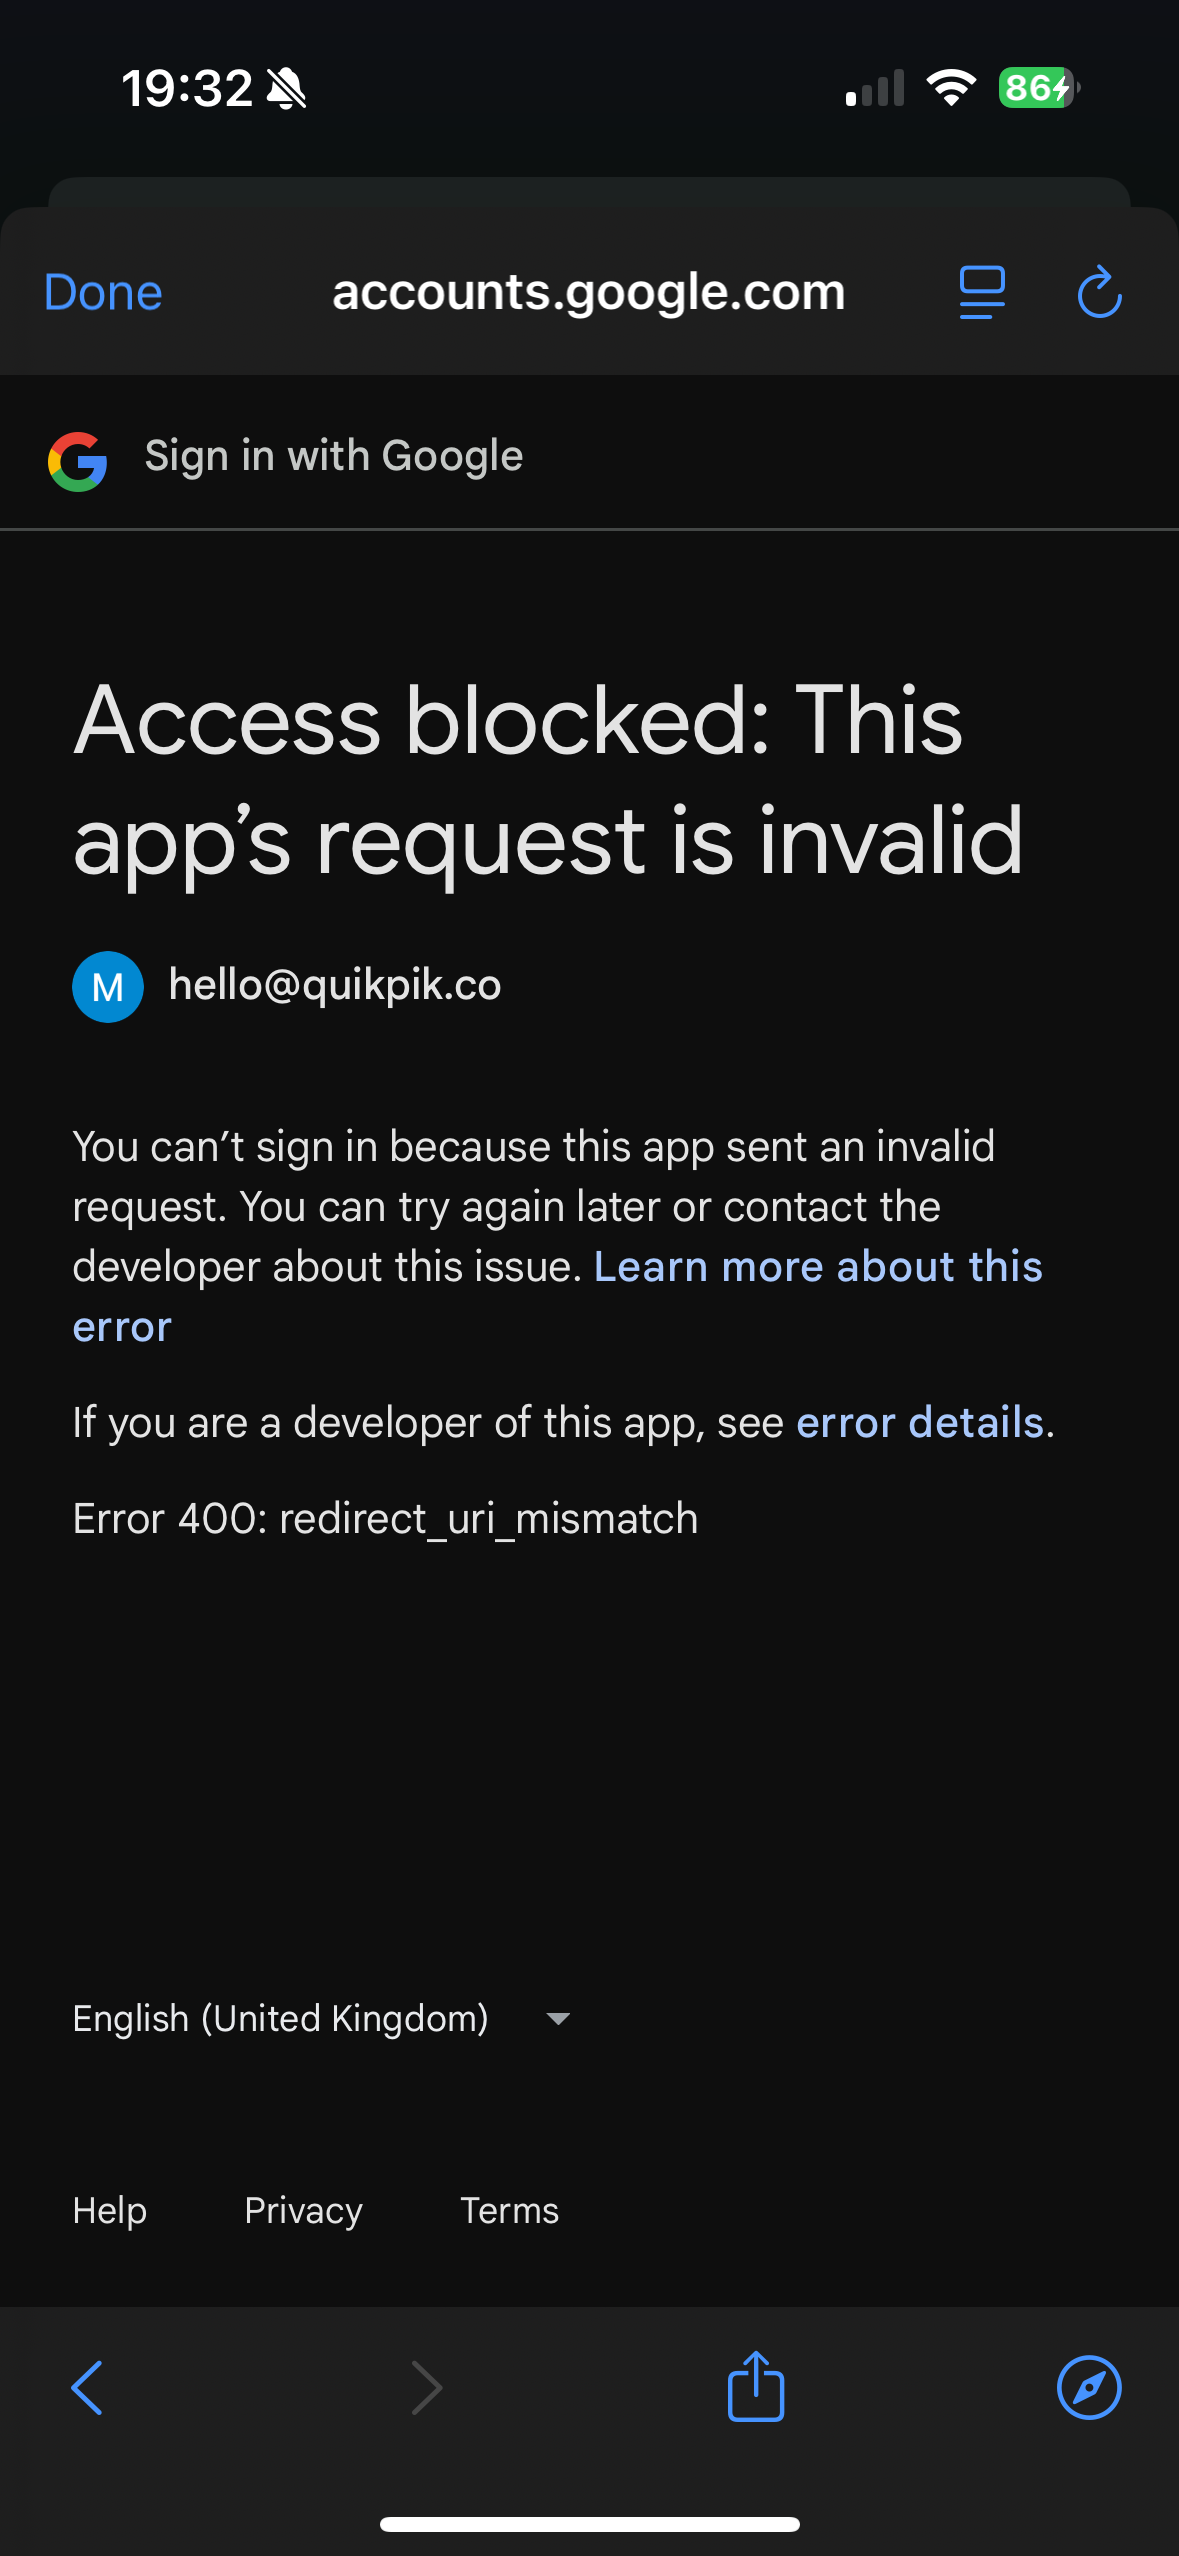 19:32
86
Done
accounts.google.com
Sign in with Google
Access blocked: This
app’s request is invalid
M
hello@quikpik.co
You can’t sign in because this app sent an invalid
request. You can try again later or contact the
developer about this issue. Learn more about this
error
If you are a developer of this app, see error details.
Error 400: redirect_uri_mismatch
English (United Kingdom)
Help Privacy Terms